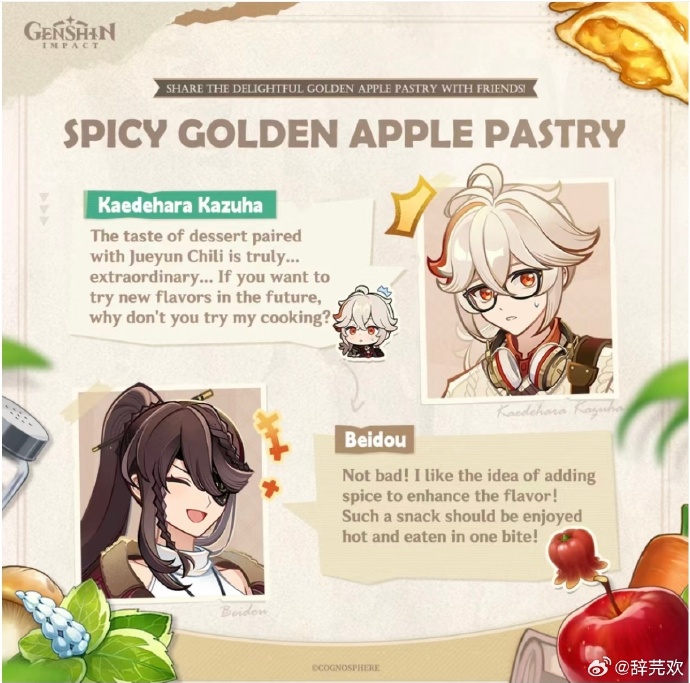 GENSHIN
IMPACT
SHARE THE DELIGHTFUL GOLDEN APPLE PASTRY WITH FRIENDS!
SPICY GOLDEN APPLE PASTRY
Kaedehara Kazuha
The taste of dessert paired
with Jueyun Chili is truly...
extraordinary... If you want to
try new flavors in the future,
why don't you try my cooking?
Kaedehara Kazuha
Beidou
Not bad! I like the idea of adding
spice to enhance the flavor!
Such a snack should be enjoyed
hot and eaten in one bite!
Beidou
©COGNOSPHERE
@辞芫欢